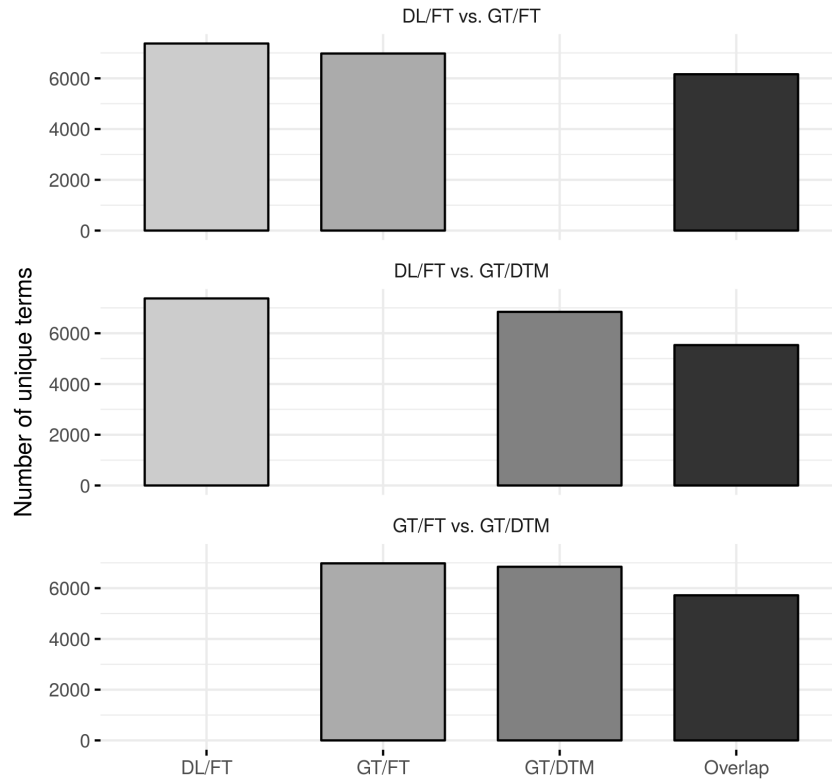 DL/FT vs. GT/FT
6000
4000
2000
0
DL/FT vs. GT/DTM
6000
4000
2000
0
GT/FT vs. GT/DTM
6000
4000
2000
0
Number of unique terms
DL/FT GT/FT GT/DTM Overlap